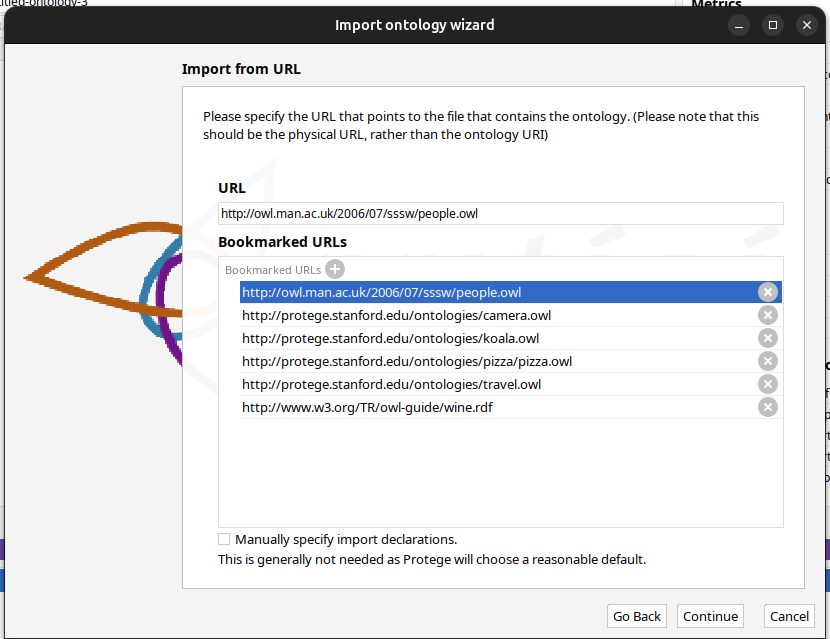 Metrics
Import ontology wizard
Import from URL
Please specify the URL that points to the file that contains the ontology. (Please note that this
should be the physical URL, rather than the ontology URI)
URL
http://owl.man.ac.uk/2006/07/sssw/people.owl
Bookmarked URLs
Bookmarked URLs
http://owl.man.ac.uk/2006/07/sssw/people.owl
http://protege.stanford.edu/ontologies/camera.owl
http://protege.stanford.edu/ontologies/koala.owl
http://protege.stanford.edu/ontologies/pizza/pizza.owl
http://protege.stanford.edu/ontologies/travel.owl
http://www.w3.org/TR/owl-guide/wine.rdf
Manually specify import declarations.
This is generally not needed as Protege will choose a reasonable default.
Go Back Continue Cancel